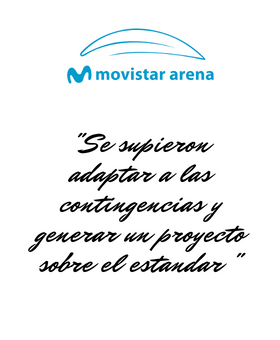 movistar arena
"Se supieron
adaptar a las
contingencias y
generar un proyecto
sobre el estandar "